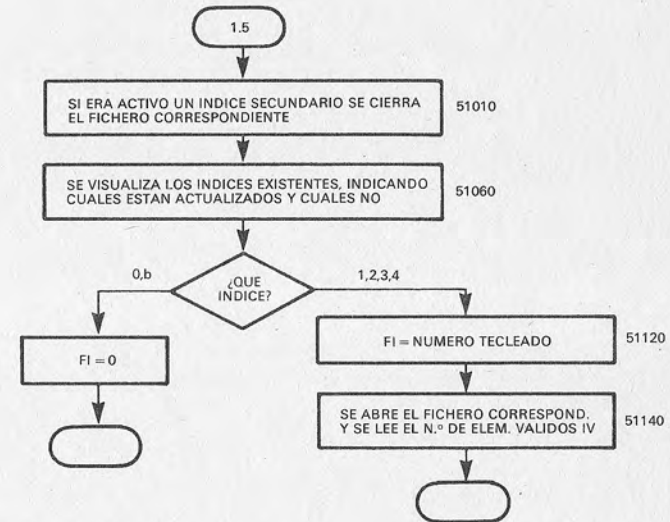 1.5
SI ERA ACTIVO UN INDICE SECUNDARIO SE CIERRA
EL FICHERO CORRESPONDIENTE
51010
SE VISUALIZA LOS INDICES EXISTENTES, INDICANDO
CUALES ESTAN ACTUALIZADOS Y CUALES NO
51060
0,b
¿QUE
INDICE?
1,2,3,4
FI = 0
FI = NUMERO TECLEADO
51120
SE ABRE EL FICHERO CORRESPOND.
Y SE LEE EL N.º DE ELEM. VALIDOS IV
51140